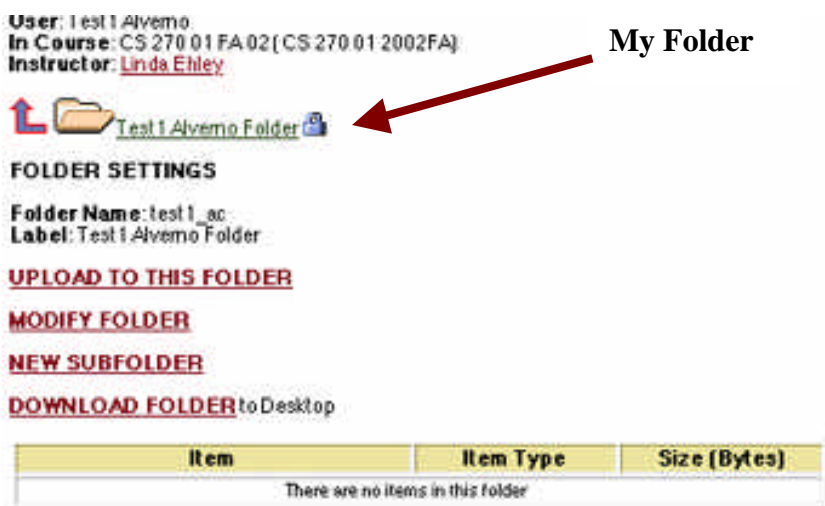 User: Test1 Alverno
In Course: CS 270 01 FA 02 (CS 270 01 2002FA)
Instructor: Linda Ehley
My Folder
Test1 Alverno Folder
FOLDER SETTINGS
Folder Name: test1_ac
Label: Test1 Alverno Folder
UPLOAD TO THIS FOLDER
MODIFY FOLDER
NEW SUBFOLDER
DOWNLOAD FOLDER to Desktop
Item Item Type Size (Bytes)
There are no items in this folder